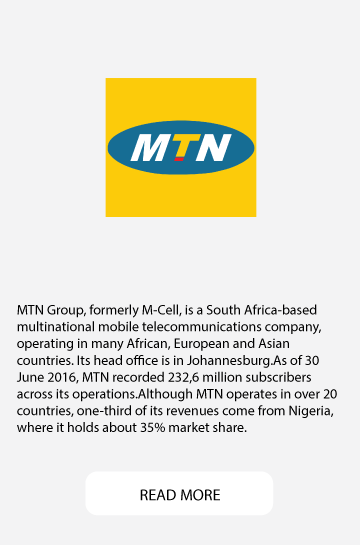 MTN
MTN Group, formerly M-Cell, is a South Africa-based
multinational mobile telecommunications company,
operating in many African, European and Asian
countries. Its head office is in Johannesburg.As of 30
June 2016, MTN recorded 232,6 million subscribers
across its operations.Although MTN operates in over 20
countries, one-third of its revenues come from Nigeria,
where it holds about 35% market share.
READ MORE